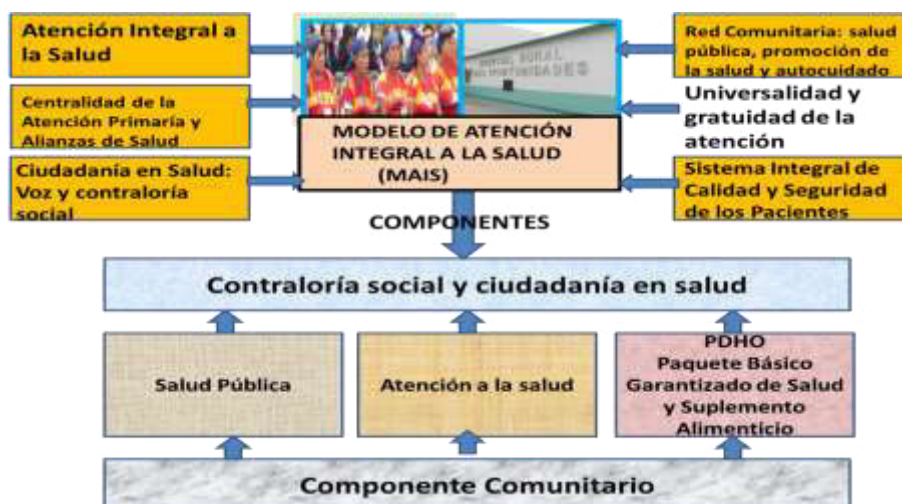 Atención Integral a
la Salud
Centralidad de la
Atención Primaria y
Alianzas de Salud
Ciudadanía en Salud:
Voz y contraloría
social
RURAL
OPORTUNIDADES
MODELO DE ATENCIÓN
INTEGRAL A LA SALUD
(MAIS)
Red Comunitaria: salud
pública, promoción de
la salud y autocuidado
Universalidad y
gratuidad de la
atención
Sistema Integral de
Calidad y Seguridad
de los Pacientes
COMPONENTES
Contraloría social y ciudadanía en salud
Salud Pública
Atención a la salud
PDHO
Paquete Básico
Garantizado de Salud
y Suplemento
Alimenticio
Componente Comunitario